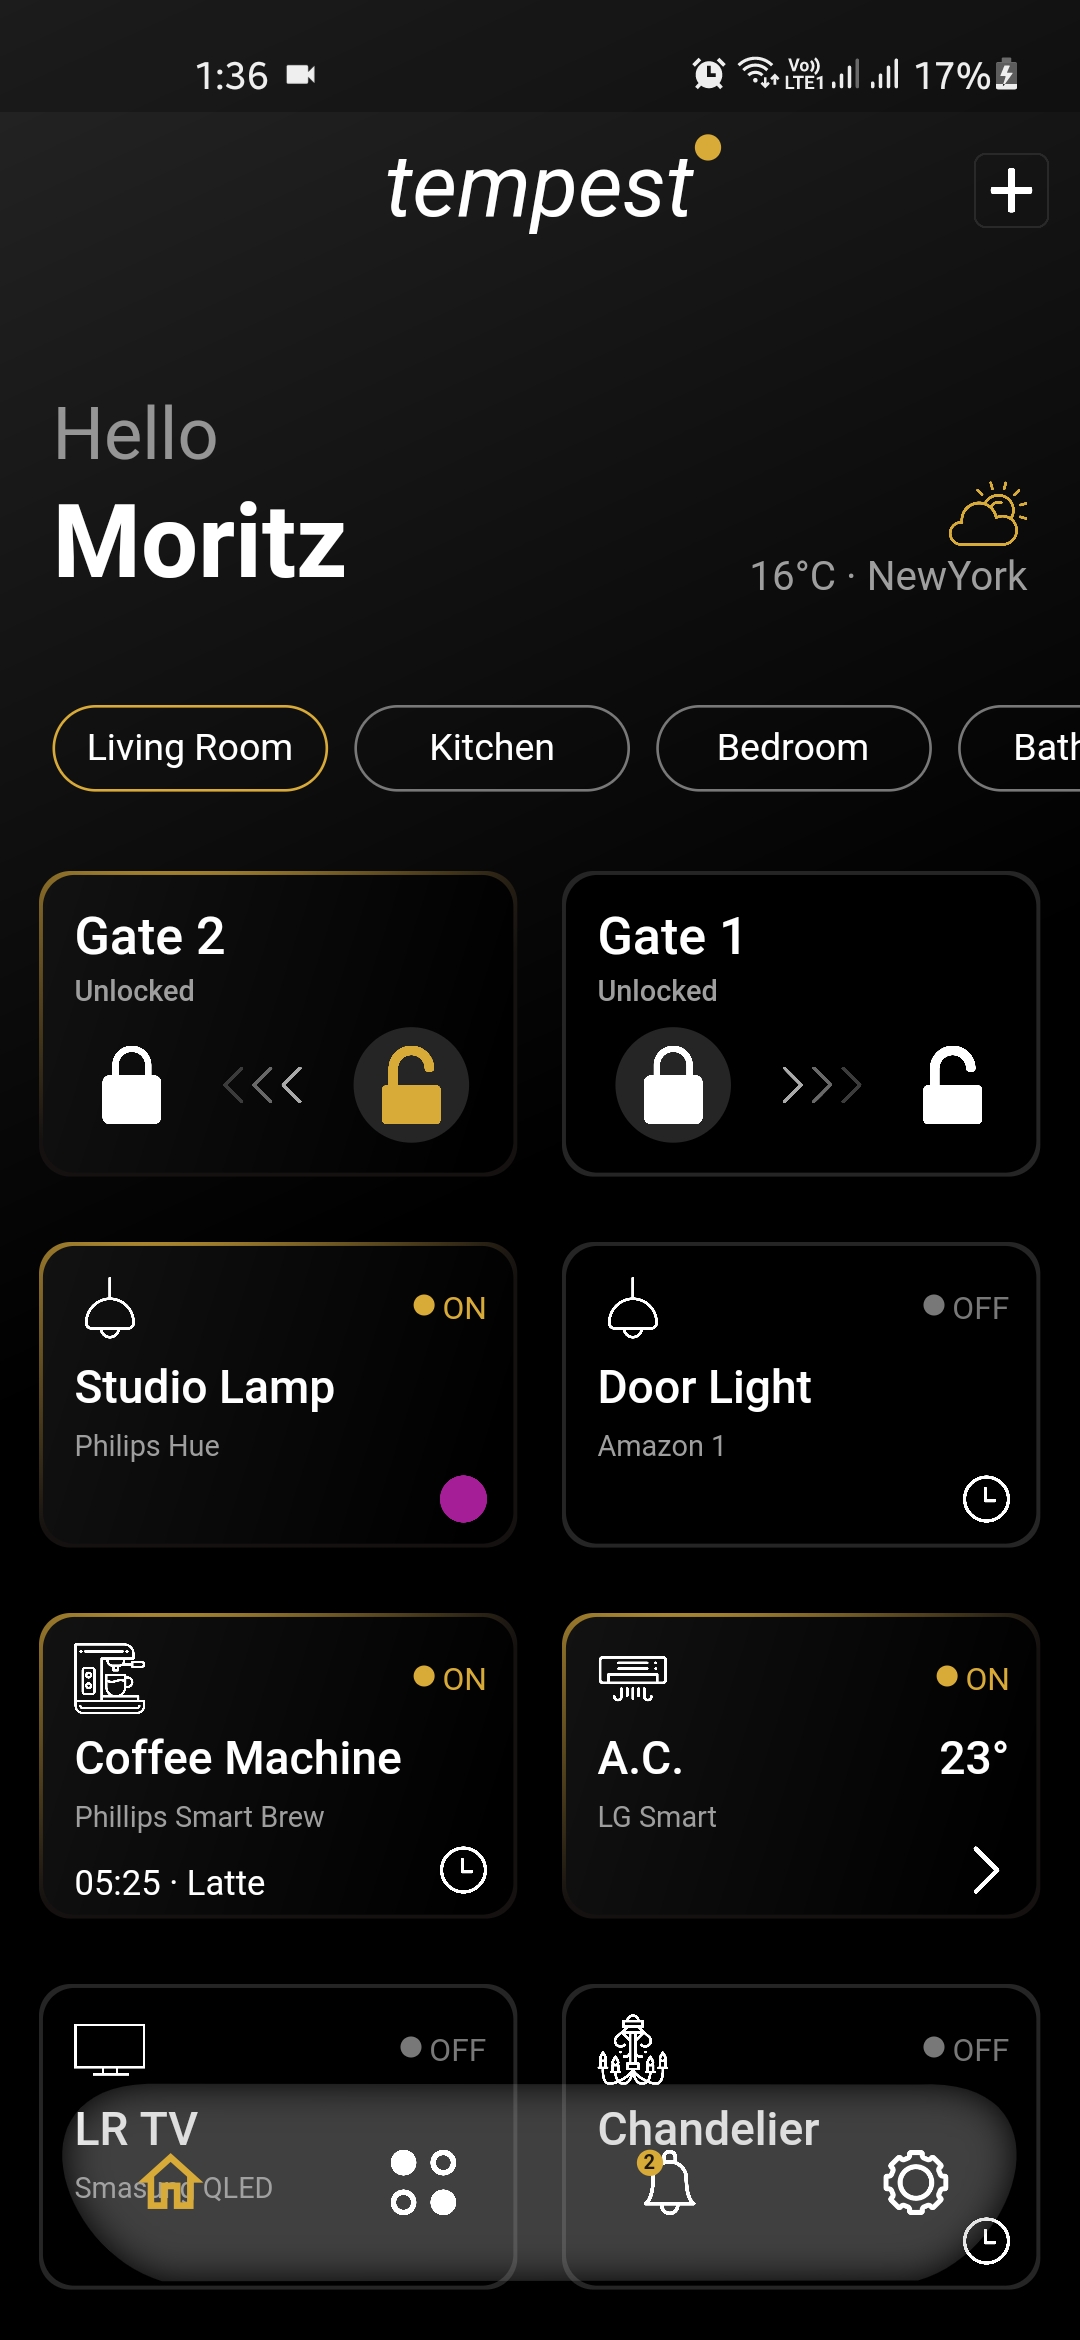 1:36
Vo)) LTE1 17%
tempest
Hello
Moritz
16°C · NewYork
Living Room Kitchen Bedroom Bath
Gate 2
Unlocked
Gate 1
Unlocked
ON
Studio Lamp
Philips Hue
OFF
Door Light
Amazon 1
ON
Coffee Machine
Phillips Smart Brew
05:25 · Latte
ON
A.C. 23°
LG Smart
OFF
LR TV
Smasung QLED
OFF
Chandelier
2